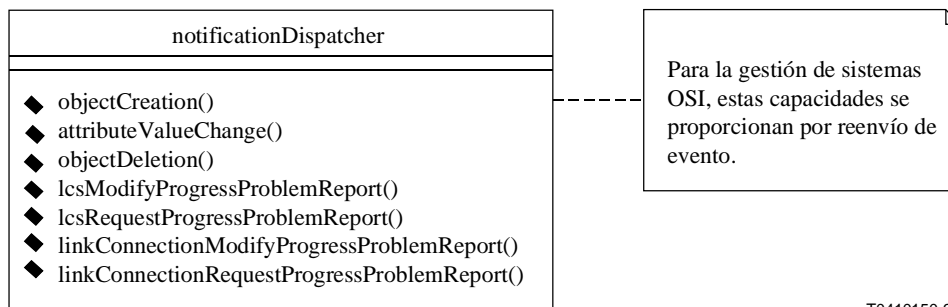 notificationDispatcher
objectCreation()
attributeValueChange()
objectDeletion()
lcsModifyProgressProblemReport()
lcsRequestProgressProblemReport()
linkConnectionModifyProgressProblemReport()
linkConnectionRequestProgressProblemReport()
Para la gestión de sistemas
OSI, estas capacidades se
proporcionan por reenvío de
evento.